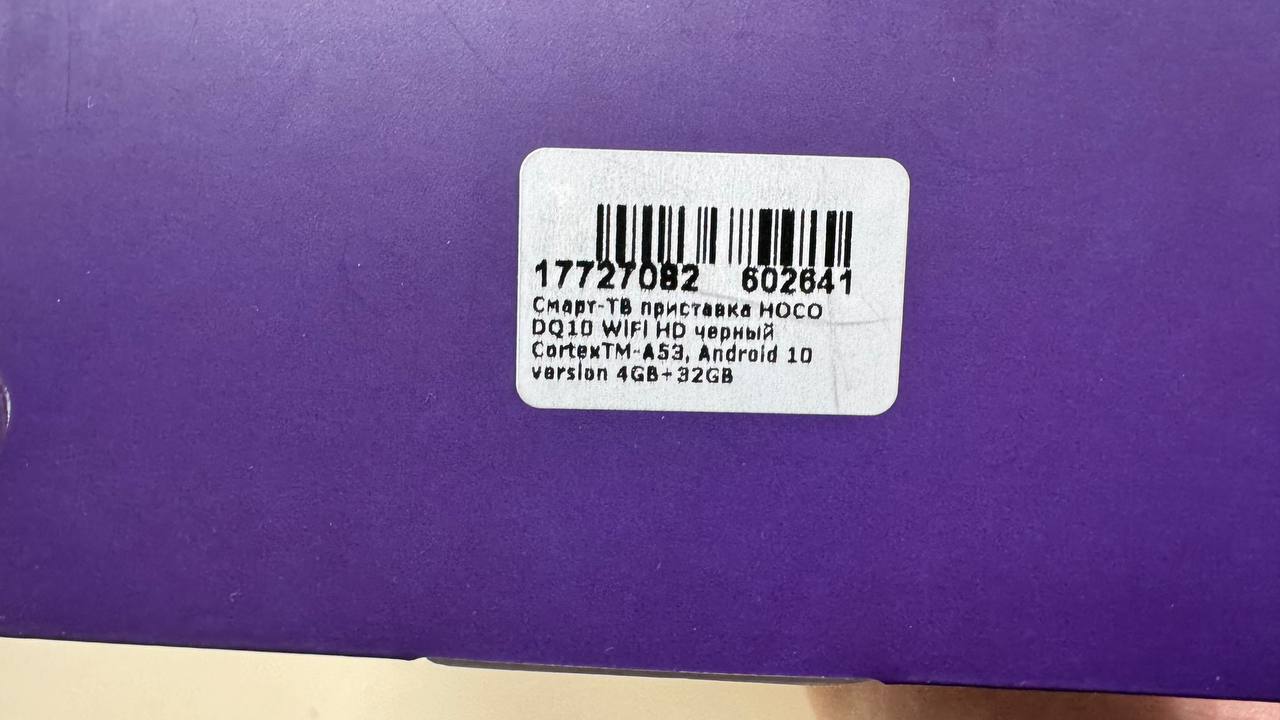 17727082 602641
Смарт-ТВ приставка HOCO
DQ10 WIFI HD черный
CortexTM-A53, Android 10
version 4GB+32GB